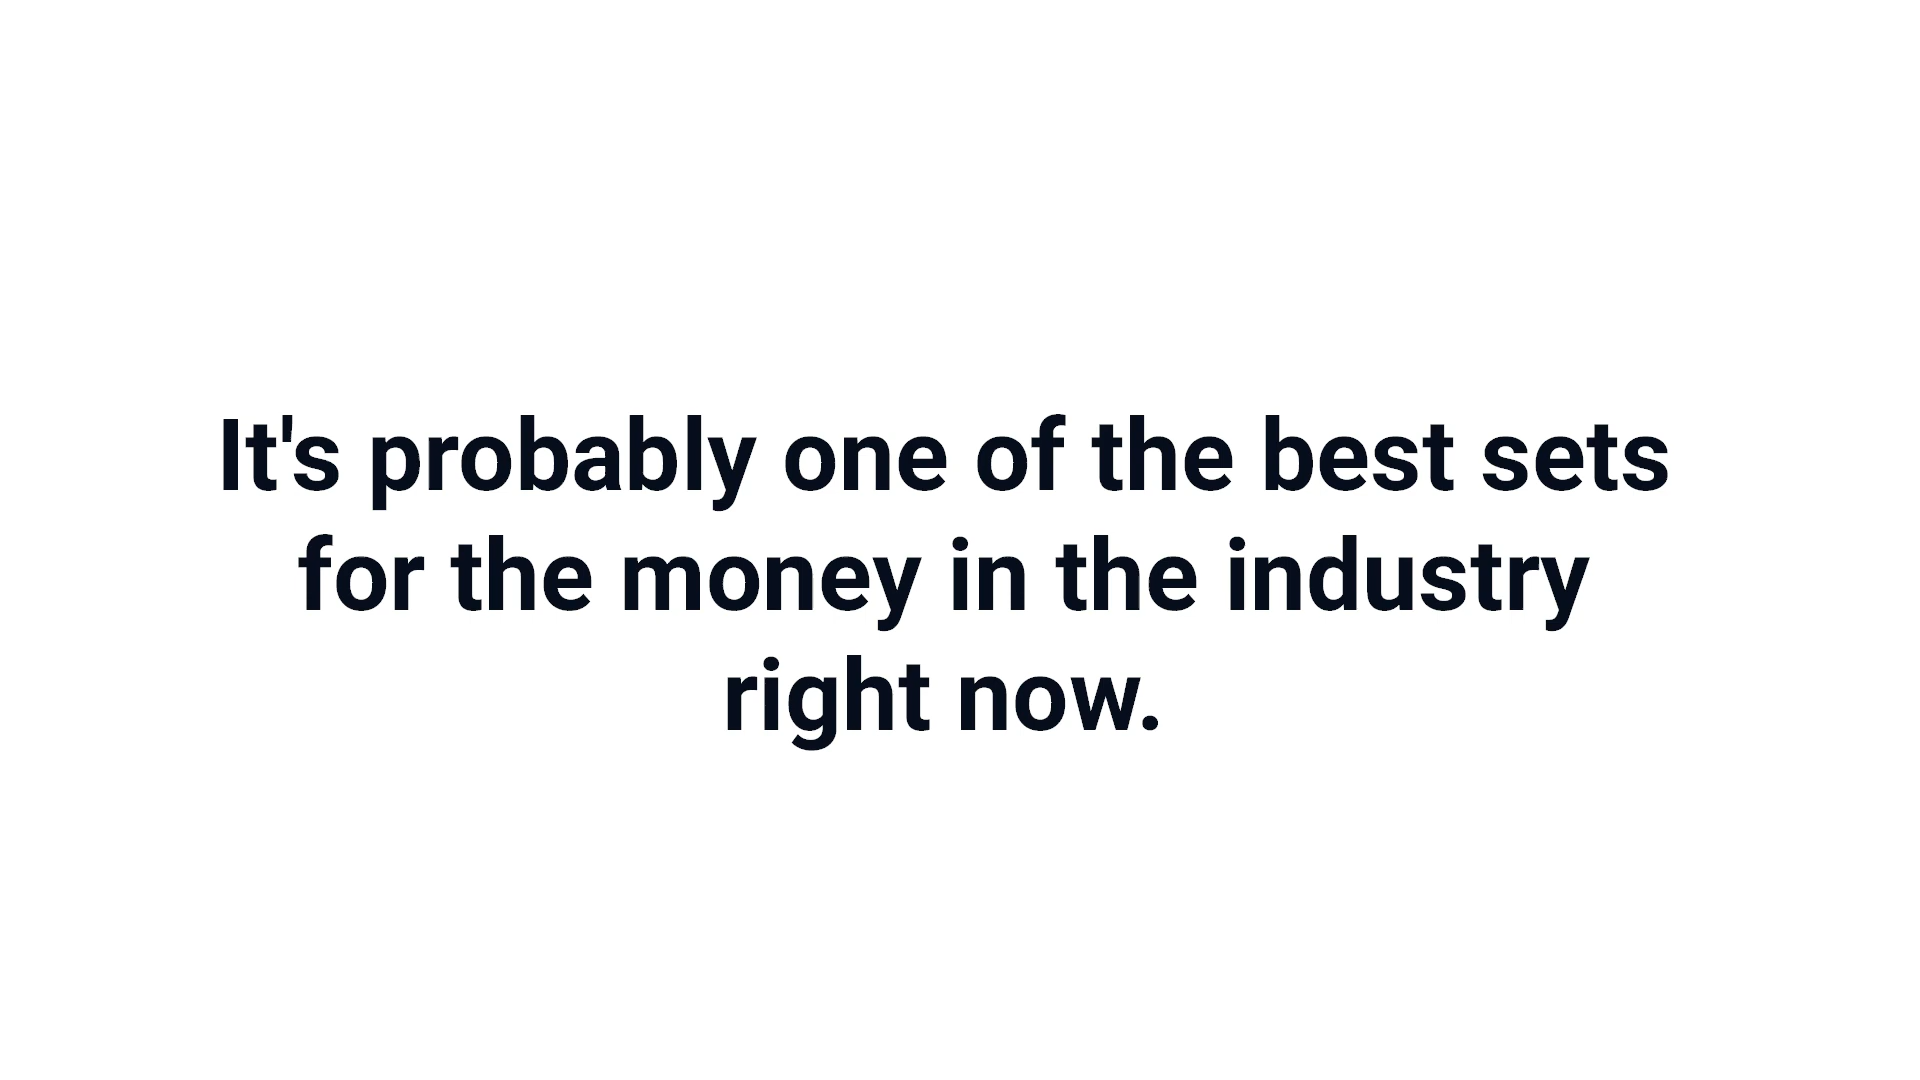 It's probably one of the best sets
for the money in the industry
right now.